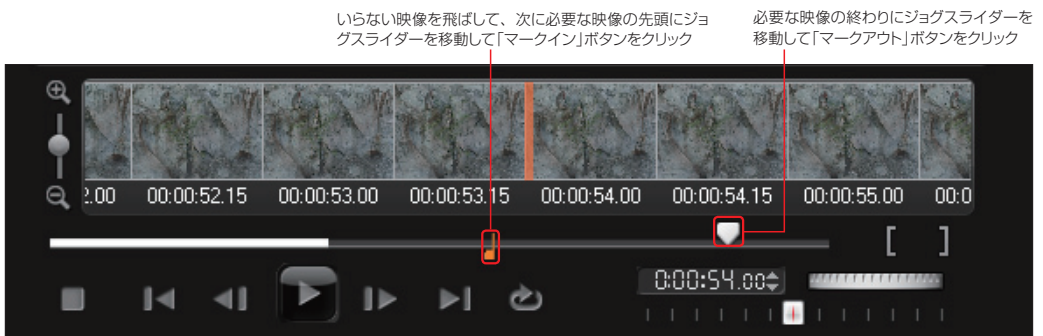 いらない映像を飛ばして、次に必要な映像の先頭にジョ
グスライダーを移動して「マークイン」ボタンをクリック
必要な映像の終わりにジョグスライダーを
移動して「マークアウト」ボタンをクリック
2.00 00:00:52.15 00:00:53.00 00:00:53.15 00:00:54.00 00:00:54.15 00:00:55.00 00:0
[ ]
0:00:54.00